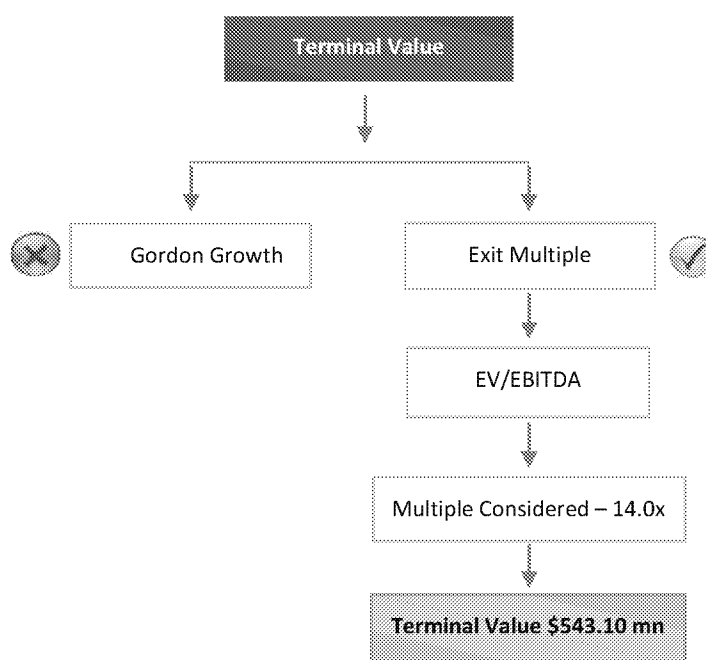 Terminal Value
Gordon Growth
Exit Multiple
EV/EBITDA
Multiple Considered – 14.0x
Terminal Value $543.10 mn